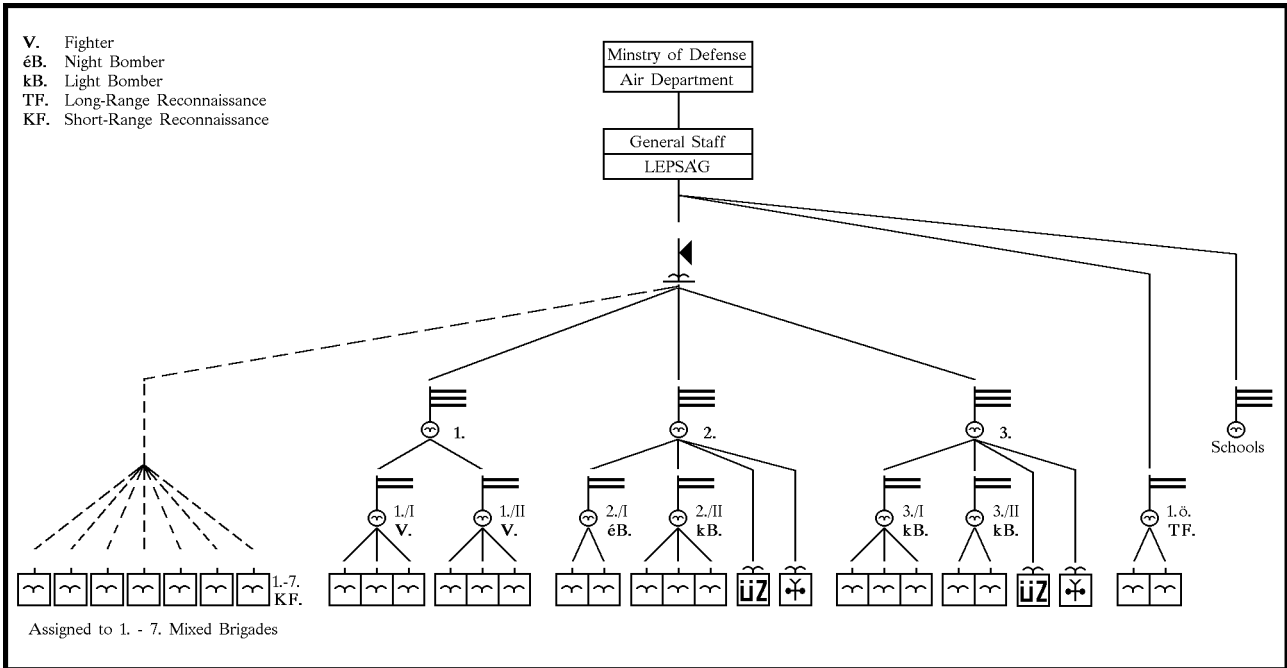 V. Fighter
éB. Night Bomber
kB. Light Bomber
TF. Long-Range Reconnaissance
KF. Short-Range Reconnaissance
Minstry of Defense
Air Department
General Staff
LEPSÁG
1.
2.
3.
Schools
1./I
V.
1./II
V.
2./I
éB.
2./II
kB.
3./I
kB.
3./II
kB.
1.ö.
TF.
1.-7.
KF.
üZ
üZ
Assigned to 1. - 7. Mixed Brigades